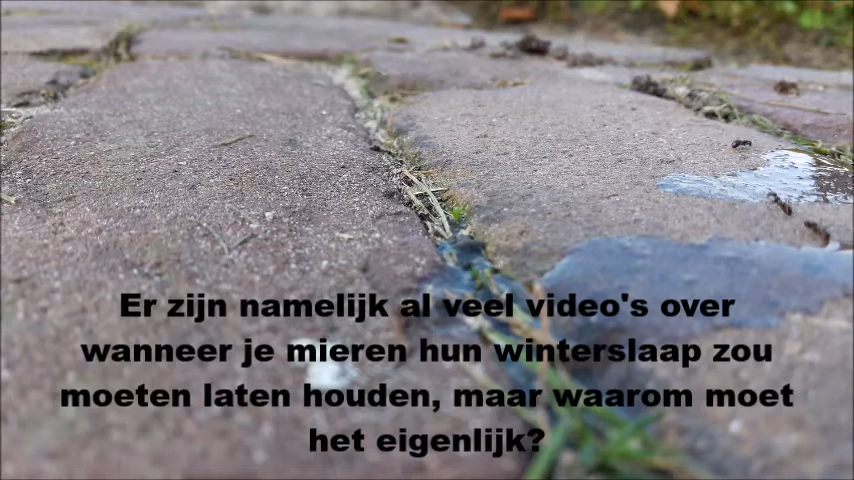 Er zijn namelijk al veel video's over
wanneer je mieren hun winterslaap zou
moeten laten houden, maar waarom moet
het eigenlijk?